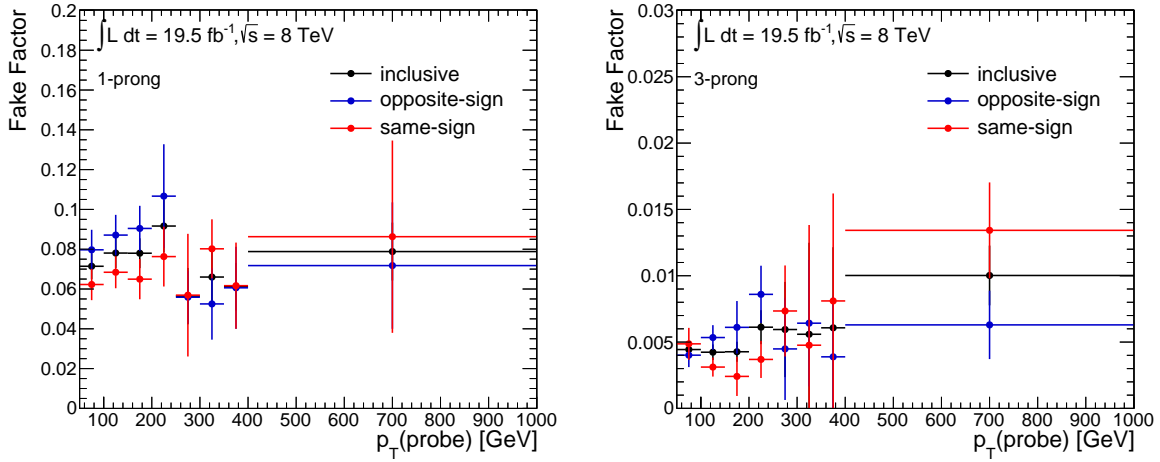 Fake Factor
0.2
0.18
0.16
0.14
0.12
0.1
0.08
0.06
0.04
0.02
0
∫L dt = 19.5 fb⁻¹,√s = 8 TeV
1-prong
inclusive
opposite-sign
same-sign
100 200 300 400 500 600 700 800 900 1000
p_T(probe) [GeV]
Fake Factor
0.03
0.025
0.02
0.015
0.01
0.005
0
∫L dt = 19.5 fb⁻¹,√s = 8 TeV
3-prong
inclusive
opposite-sign
same-sign
100 200 300 400 500 600 700 800 900 1000
p_T(probe) [GeV]